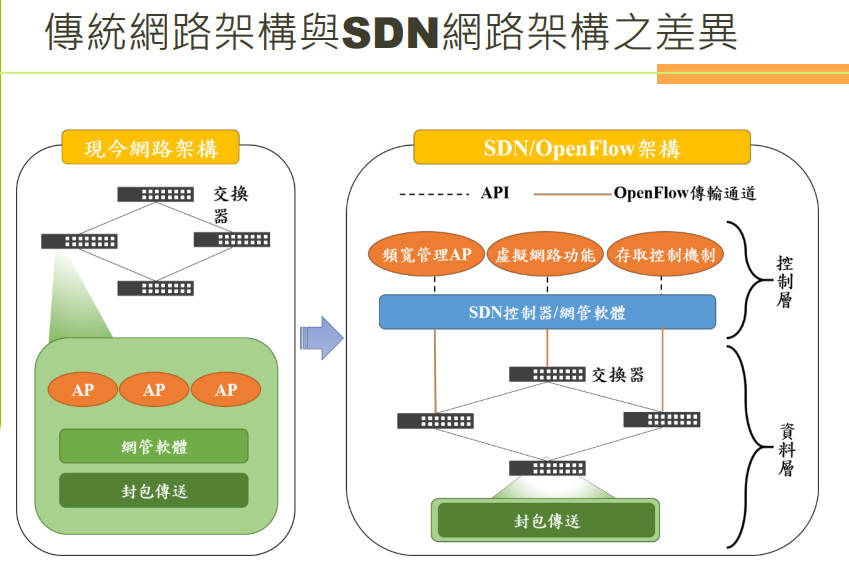 傳統網路架構與SDN網路架構之差異
現今網路架構
交換
器
AP
AP
AP
網管軟體
封包傳送
SDN/OpenFlow架構
API
OpenFlow傳輸通道
頻寬管理AP
虛擬網路功能
存取控制機制
SDN控制器/網管軟體
控制層
交換器
資料層
封包傳送